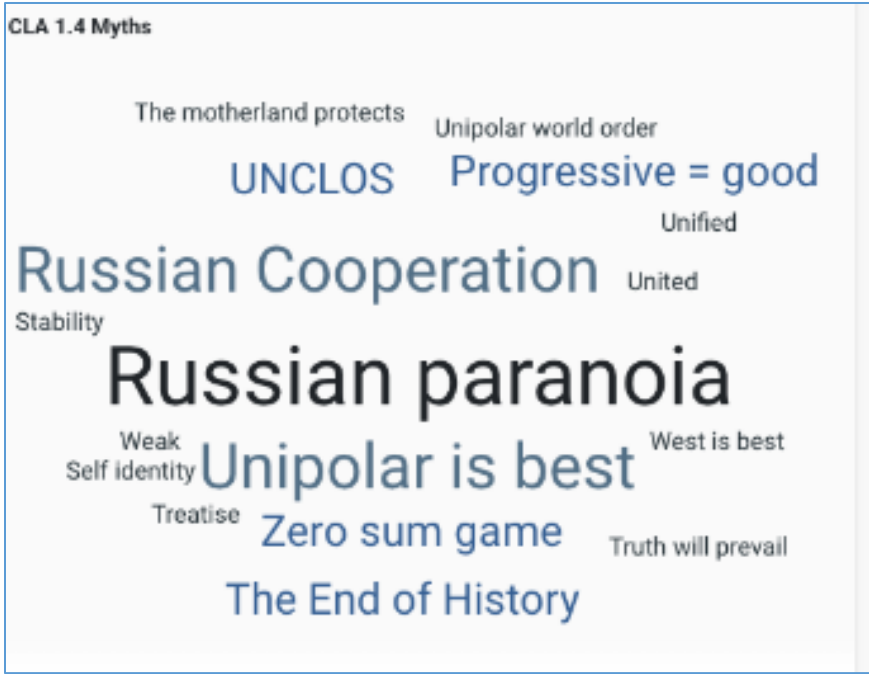 CLA 1.4 Myths
The motherland protects
Unipolar world order
UNCLOS
Progressive = good
Unified
Russian Cooperation
United
Stability
Russian paranoia
Weak
West is best
Self identity
Unipolar is best
Treatise
Zero sum game
Truth will prevail
The End of History